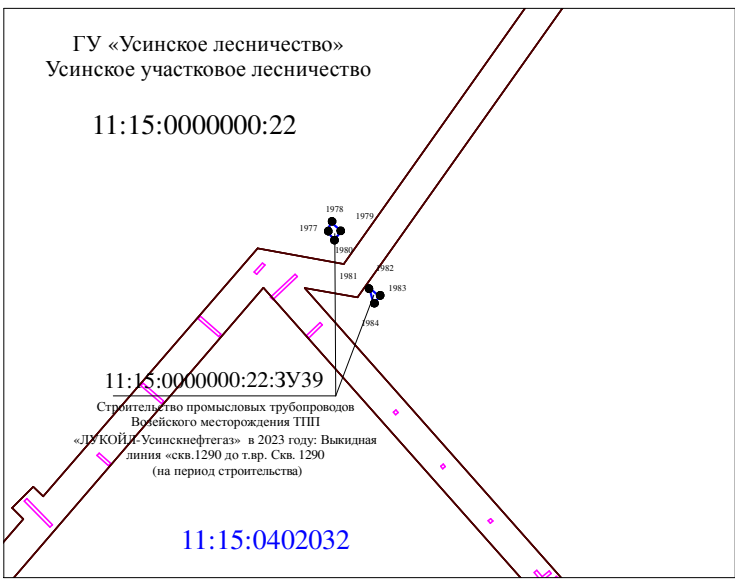 ГУ «Усинское лесничество»
Усинское участковое лесничество
11:15:0000000:22
1978
1977
1979
1980
1981
1982
1983
1984
11:15:0000000:22:ЗУ39
Строительство промысловых трубопроводов
Возейского месторождения ТПП
«ЛУКОЙЛ-Усинскнефтегаз» в 2023 году: Выкидная
линия «скв.1290 до т.вр. Скв. 1290
(на период строительства)
11:15:0402032